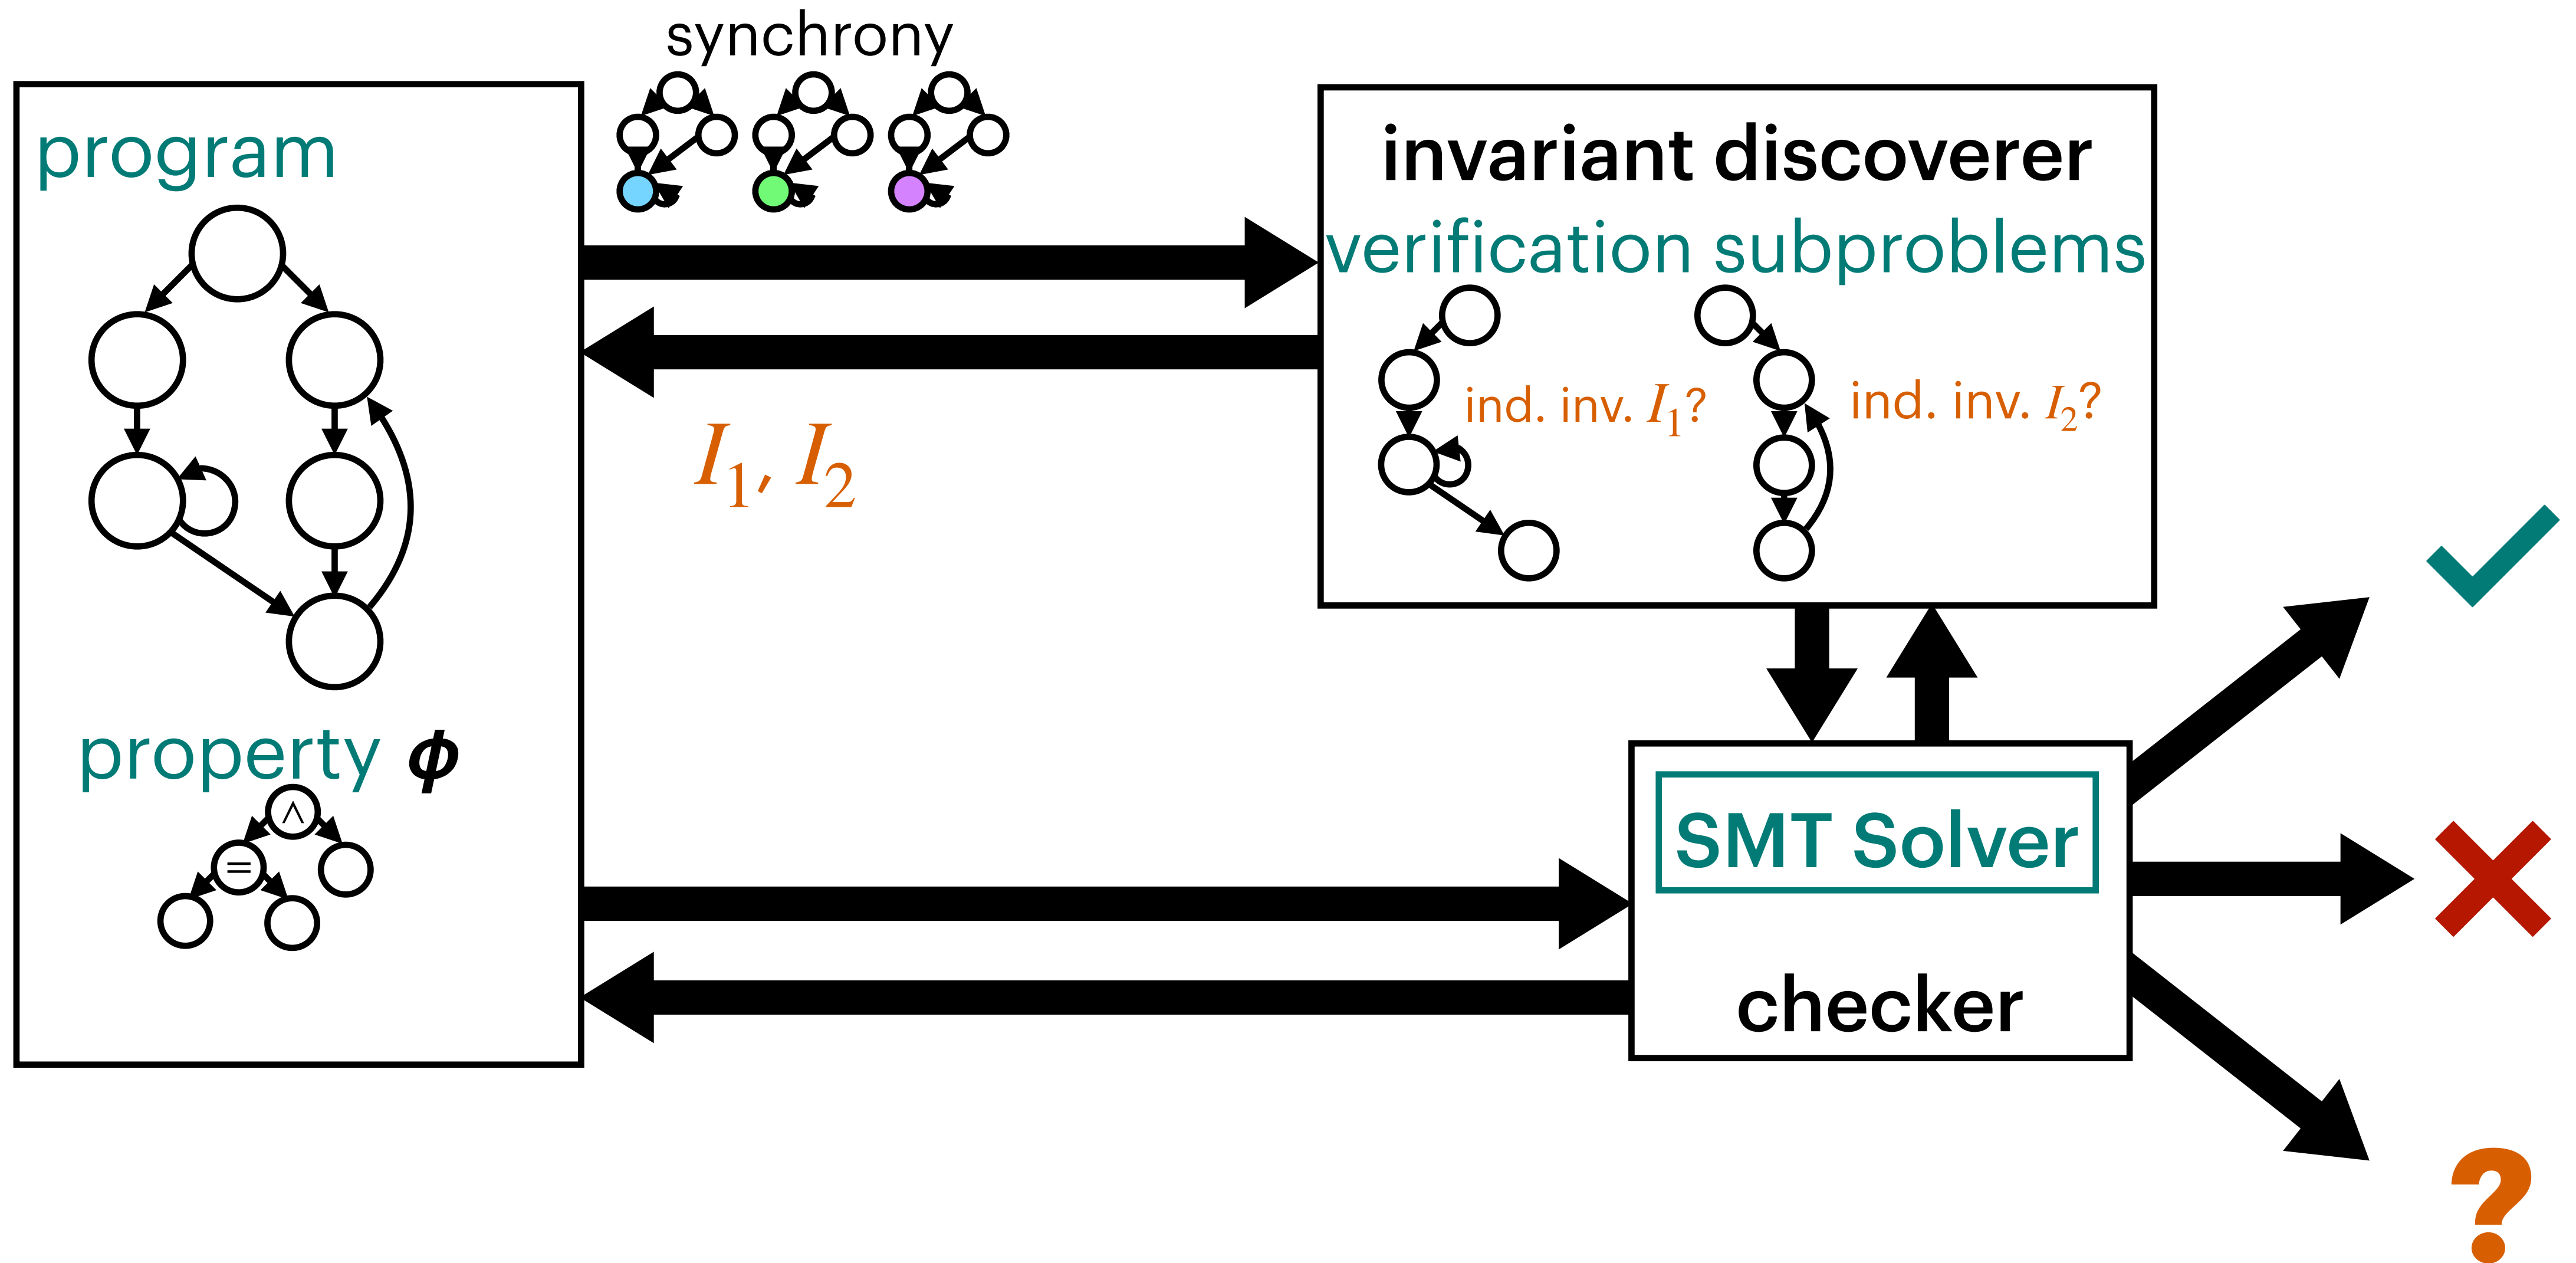 synchrony
program
property ϕ
∧
=
I₁, I₂
invariant discoverer
verification subproblems
ind. inv. I₁?
ind. inv. I₂?
SMT Solver
checker
?